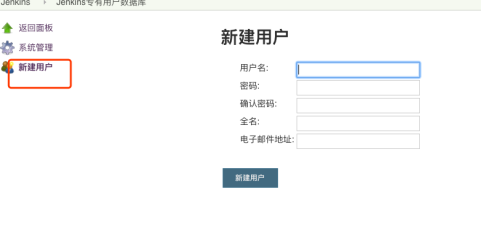 Jenkins > Jenkins专有用户数据库
返回面板
系统管理
新建用户
新建用户
用户名:
密码:
确认密码:
全名:
电子邮件地址:
新建用户